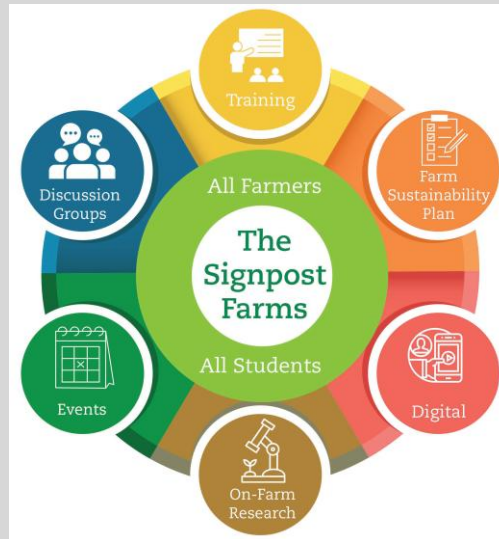 Training
Discussion
Groups
Farm
Sustainability
Plan
All Farmers
The
Signpost
Farms
All Students
Events
Digital
On-Farm
Research